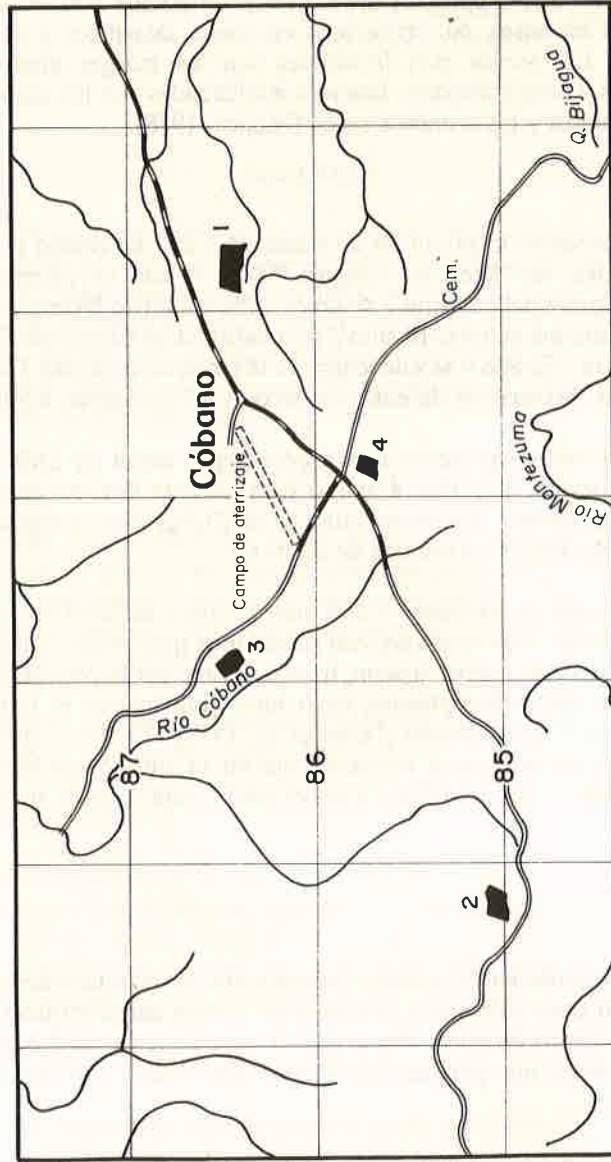 1
Cóbano
Campo de aterrizaje
3
Río Cóbano
87
86
85
4
Cem.
Q. Bijagua
Río Montezuma
2